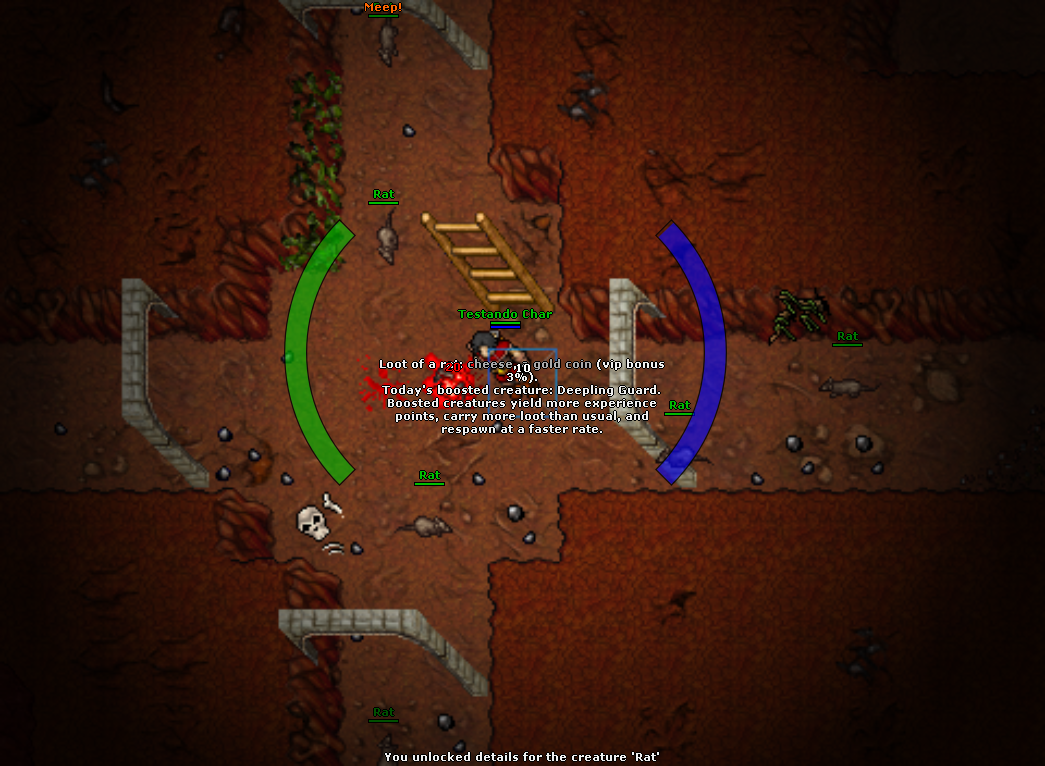 Meep!
Rat
Testando Char
Rat
Loot of a rat: cheese, a gold coin (vip bonus
10
3%).
Today's boosted creature: Deepling Guard.
Boosted creatures yield more experience
Rat
points, carry more loot than usual, and
respawn at a faster rate.
Rat
Rat
You unlocked details for the creature 'Rat'